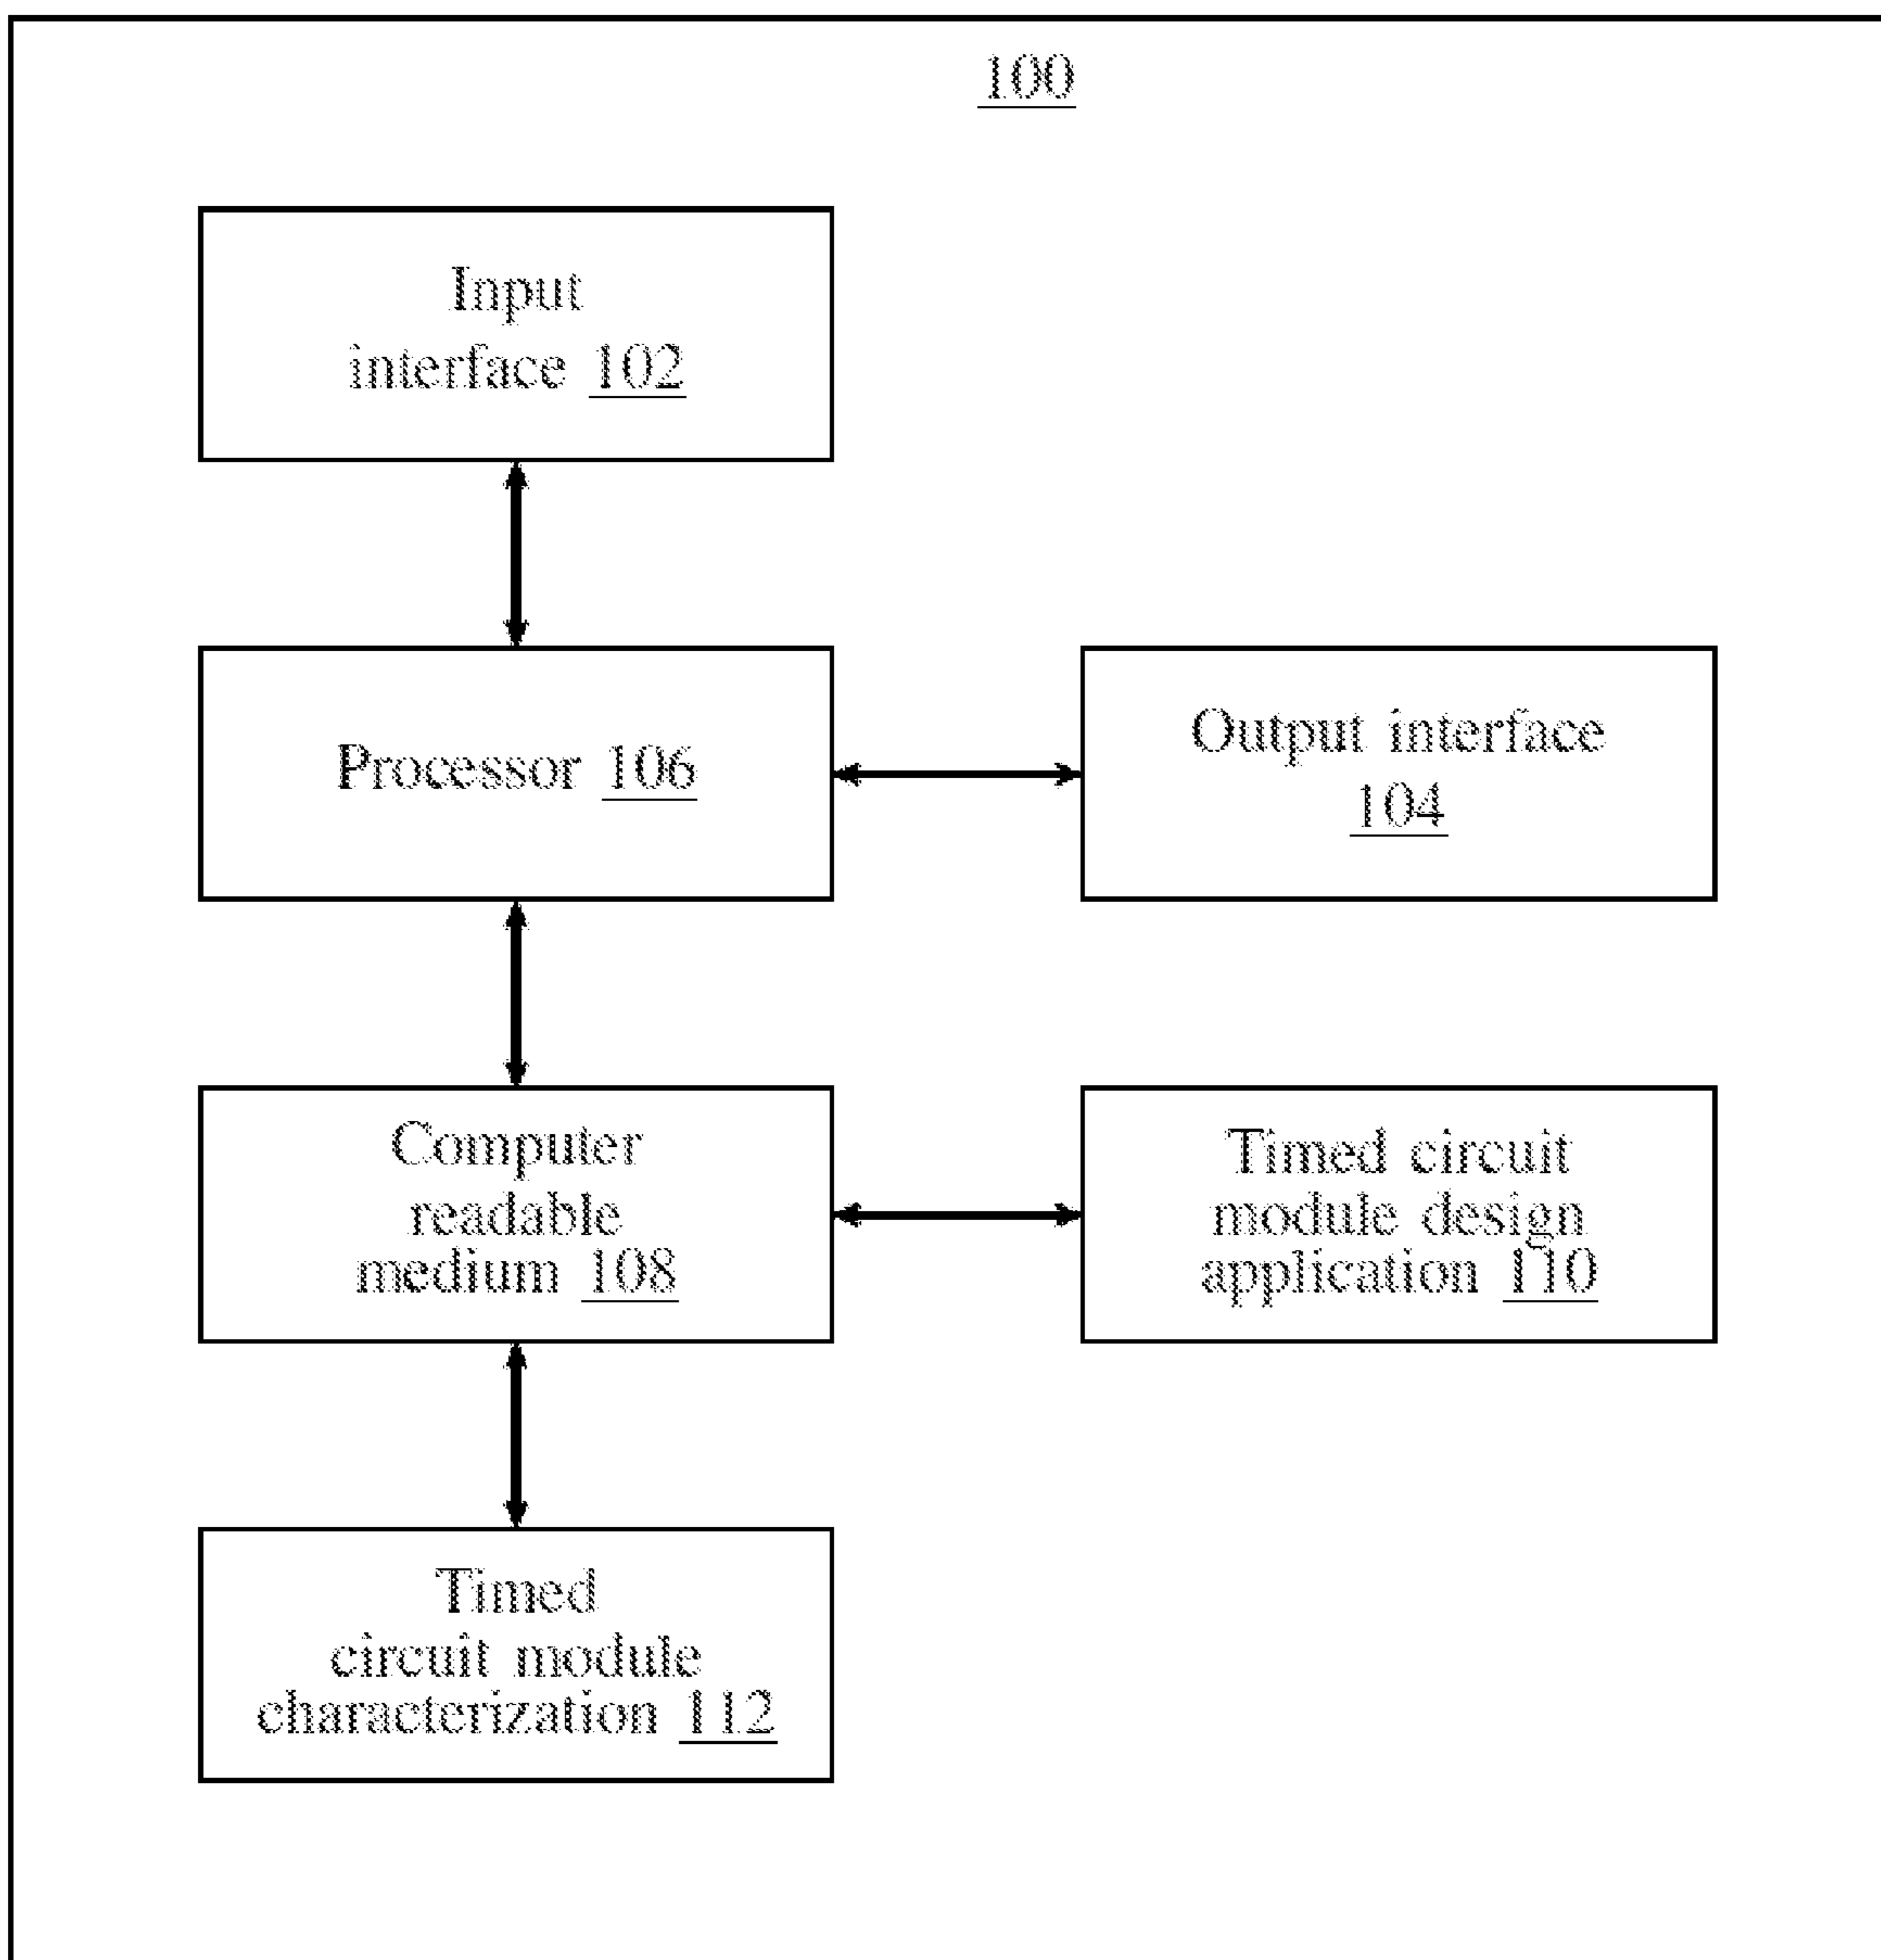 100
Input
interface 102
Processor 106
Output interface
104
Computer
readable
medium 108
Timed circuit
module design
application 110
Timed
circuit module
characterization 112